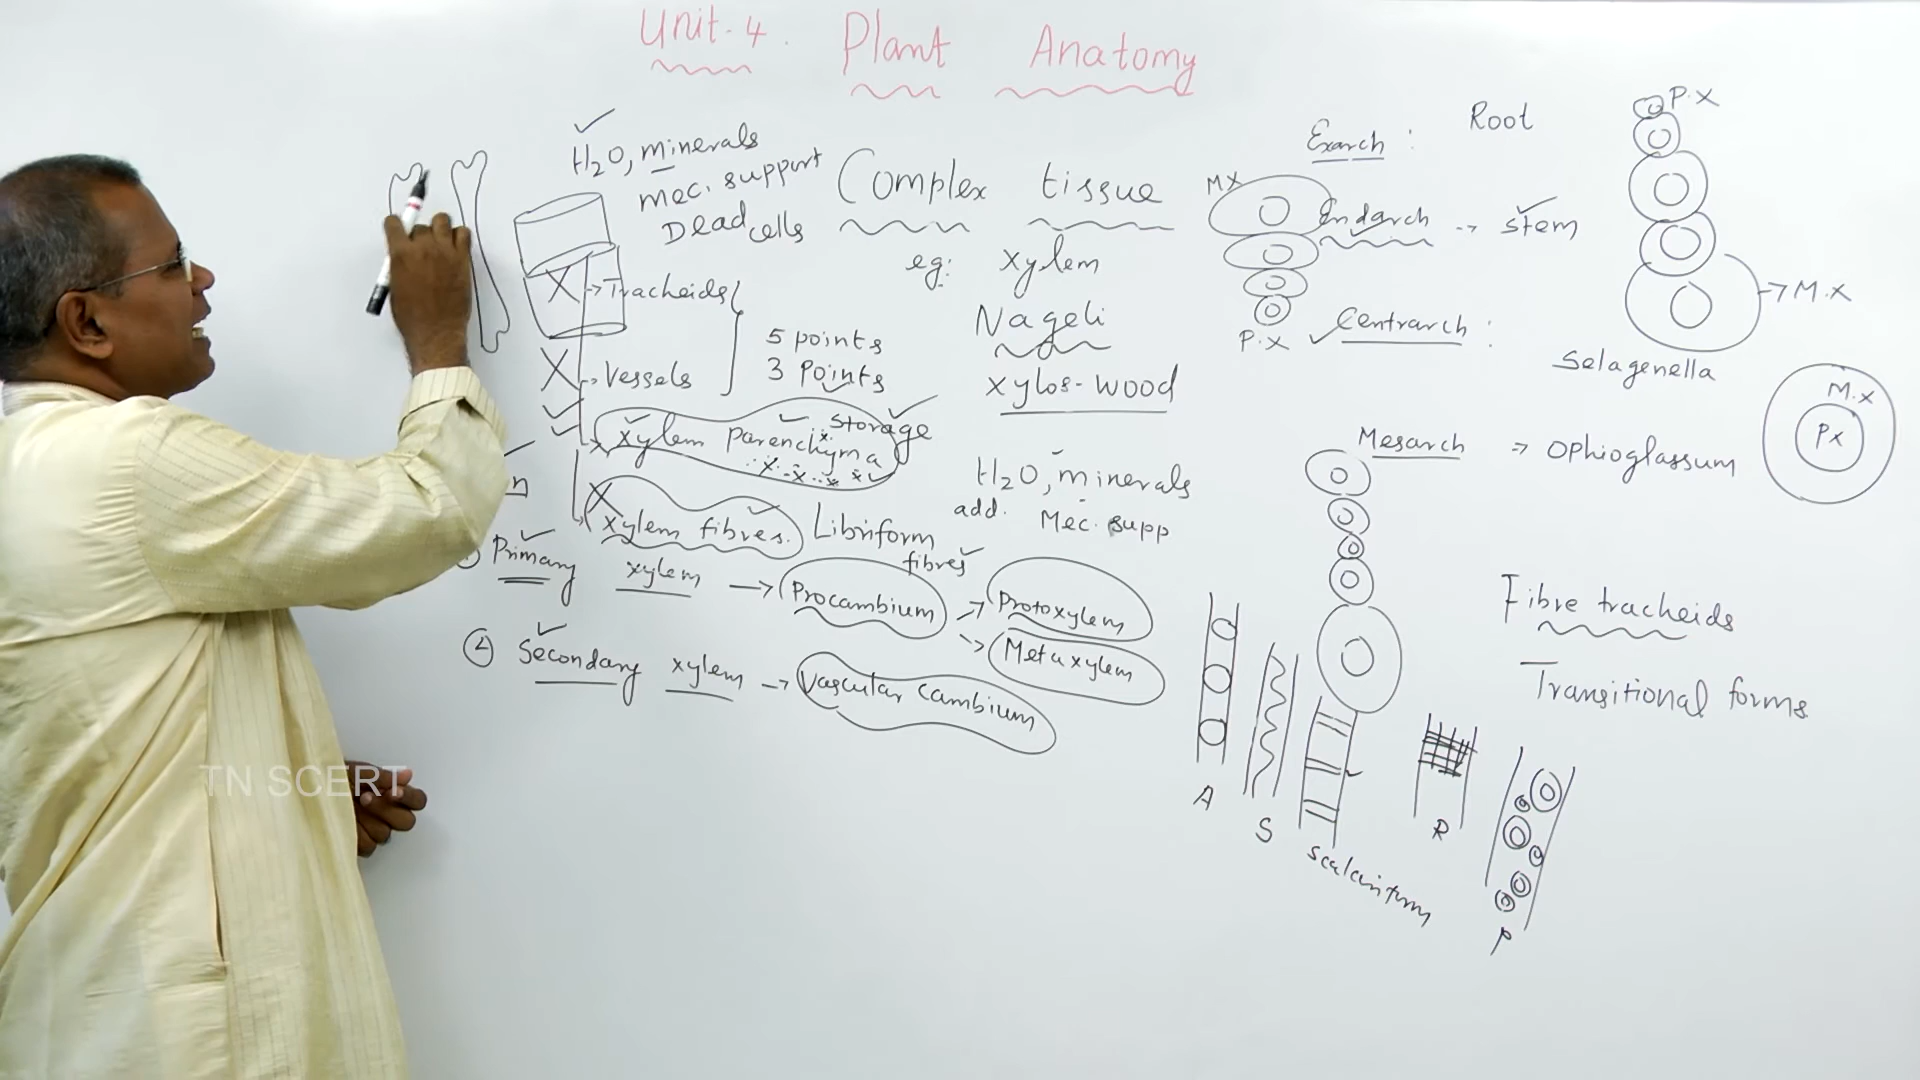 Unit-4. Plant Anatomy
H2O, minerals
mec. support
Dead cells
Complex tissue
eg: xylem
Nageli
xylos-wood
H2O, minerals
add. Mec. supp
Tracheids
Vessels
5 points
3 Points
Storage
xylem parenchyma
xylem fibres. Libriform
fibres
n
Primary xylem → Procambium → Protoxylem
→ Metaxylem
② Secondary xylem → Vascular Cambium
Exarch : Root
P.X
MX
Endarch → stem
P.X
Centrarch :
→ M.X
Selagenella
M.X
PX
Mesarch → Ophioglassum
Fibre tracheids
Transitional forms
A
S
R
P
TN SCERT